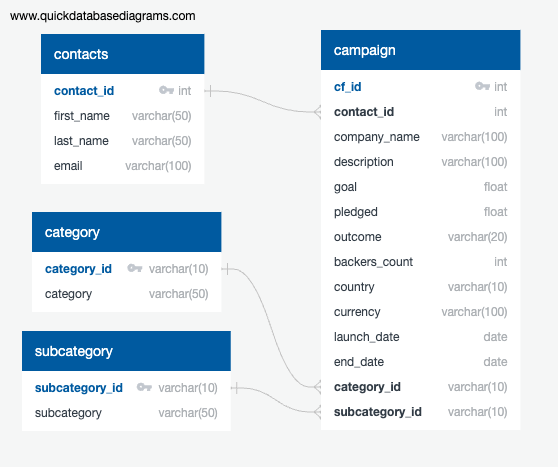 www.quickdatabasediagrams.com
contacts
contact_id int
first_name varchar(50)
last_name varchar(50)
email varchar(100)
category
category_id varchar(10)
category varchar(50)
subcategory
subcategory_id varchar(10)
subcategory varchar(50)
campaign
cf_id int
contact_id int
company_name varchar(100)
description varchar(100)
goal float
pledged float
outcome varchar(20)
backers_count int
country varchar(10)
currency varchar(100)
launch_date date
end_date date
category_id varchar(10)
subcategory_id varchar(10)